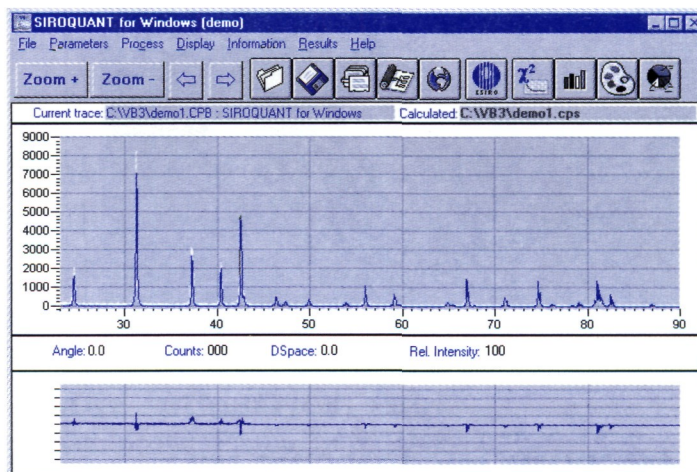 SIROQUANT for Windows (demo)
File Parameters Process Display Information Results Help
Zoom + Zoom - CSIRO χ²
Current trace: C:\VB3\demo1.CPB : SIROQUANT for Windows Calculated: C:\VB3\demo1.cps
9000
8000
7000
6000
5000
4000
3000
2000
1000
0
30 40 50 60 70 80 90
Angle: 0.0 Counts: 000 DSpace: 0.0 Rel. Intensity: 100